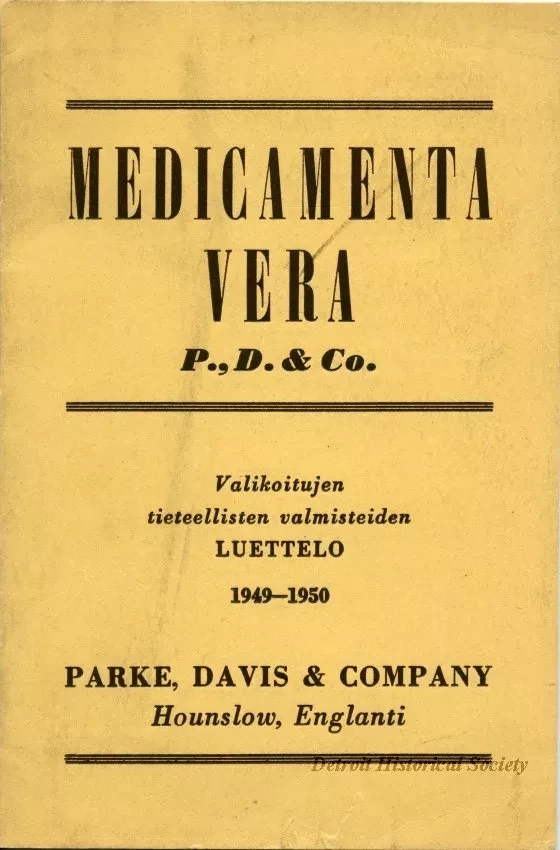 MEDICAMENTA
VERA
P., D. & Co.
Valikoitujen
tieteellisten valmisteiden
LUETTELO
1949–1950
PARKE, DAVIS & COMPANY
Hounslow, Englanti
Detroit Historical Society